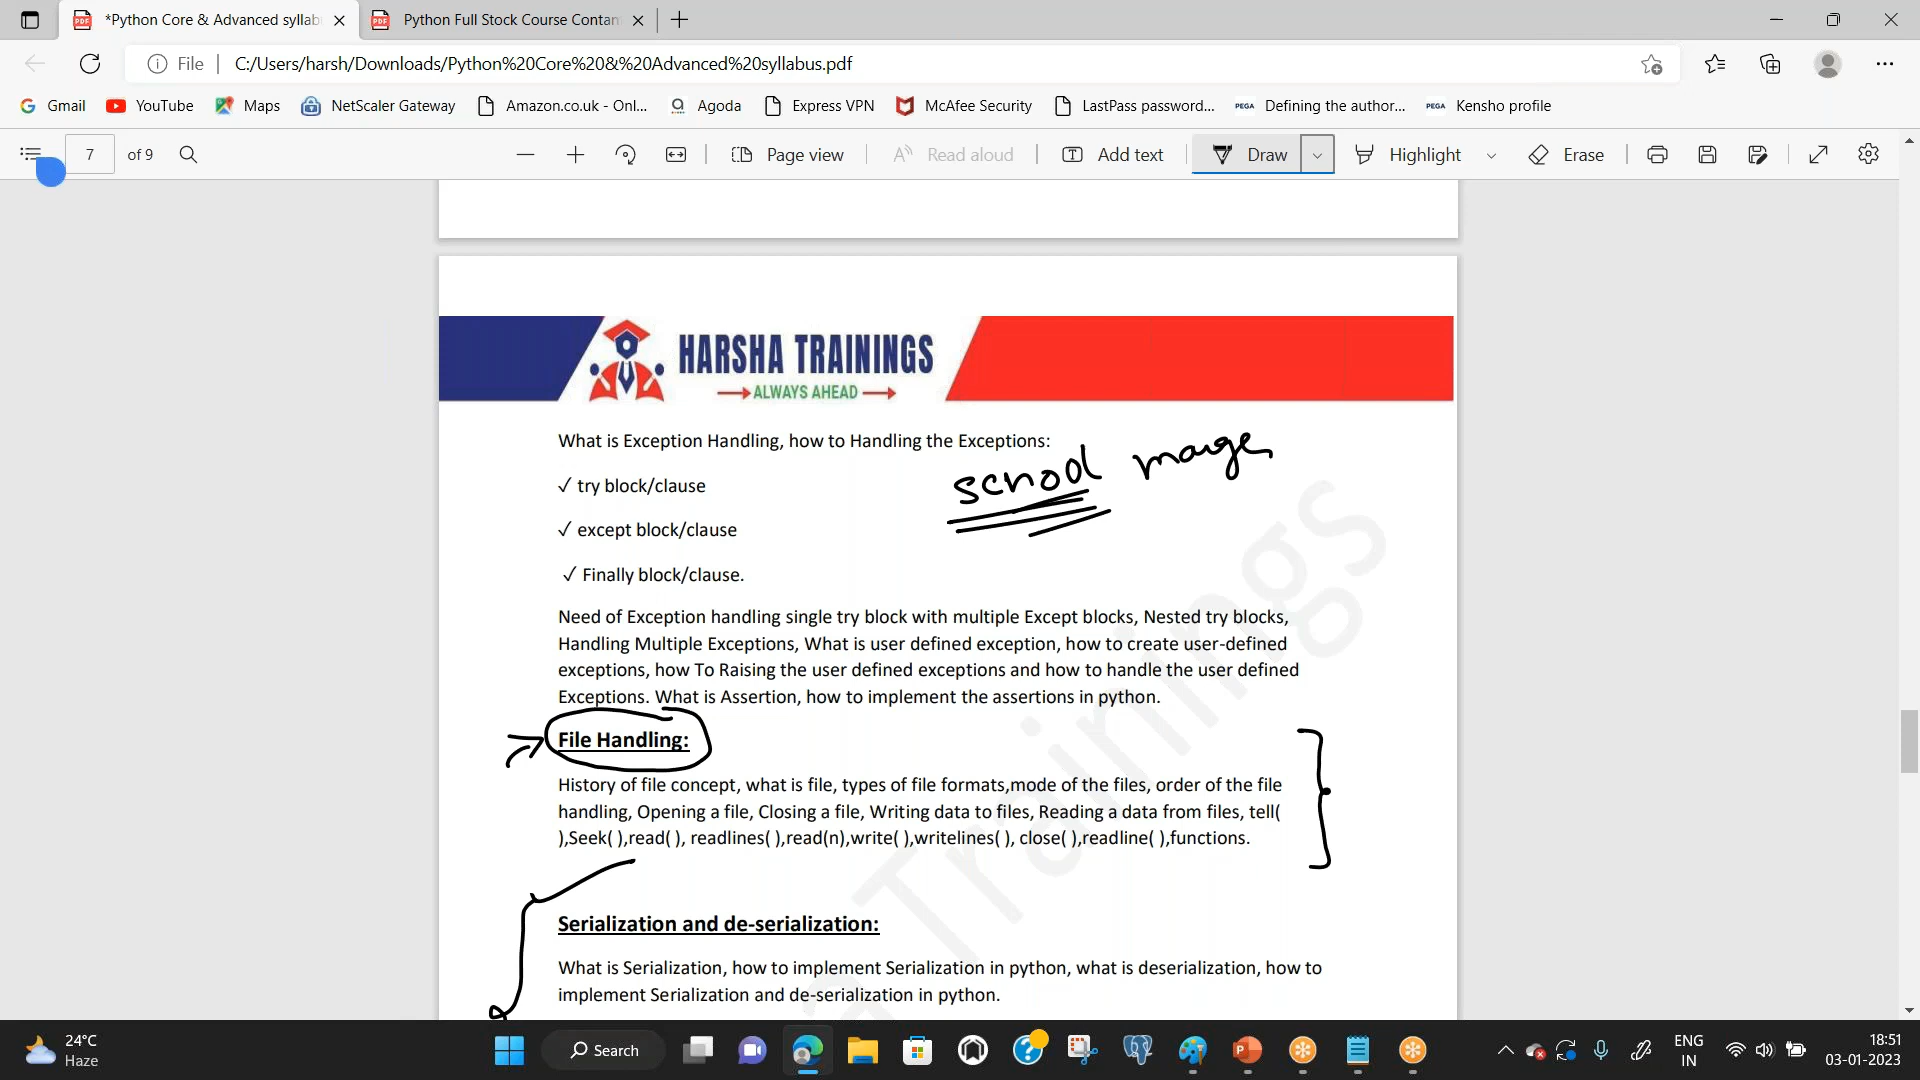 *Python Core & Advanced syllab
Python Full Stock Course Contan
File
C:/Users/harsh/Downloads/Python%20Core%20&%20Advanced%20syllabus.pdf
Gmail YouTube Maps NetScaler Gateway Amazon.co.uk - Onl... Agoda Express VPN McAfee Security LastPass password... PEGA Defining the author... PEGA Kensho profile
7 of 9 Page view Read aloud Add text Draw Highlight Erase
HARSHA TRAININGS
ALWAYS AHEAD
What is Exception Handling, how to Handling the Exceptions:
school
✓ try block/clause
✓ except block/clause
✓ Finally block/clause.
Need of Exception handling single try block with multiple Except blocks, Nested try blocks,
Handling Multiple Exceptions, What is user defined exception, how to create user-defined
exceptions, how To Raising the user defined exceptions and how to handle the user defined
Exceptions. What is Assertion, how to implement the assertions in python.
File Handling:
History of file concept, what is file, types of file formats,mode of the files, order of the file
handling, Opening a file, Closing a file, Writing data to files, Reading a data from files, tell(
),Seek( ),read( ), readlines( ),read(n),write( ),writelines( ), close( ),readline( ),functions.
Serialization and de-serialization:
What is Serialization, how to implement Serialization in python, what is deserialization, how to
implement Serialization and de-serialization in python.
Trainings
24°C
Haze
Search
ENG
IN
18:51
03-01-2023